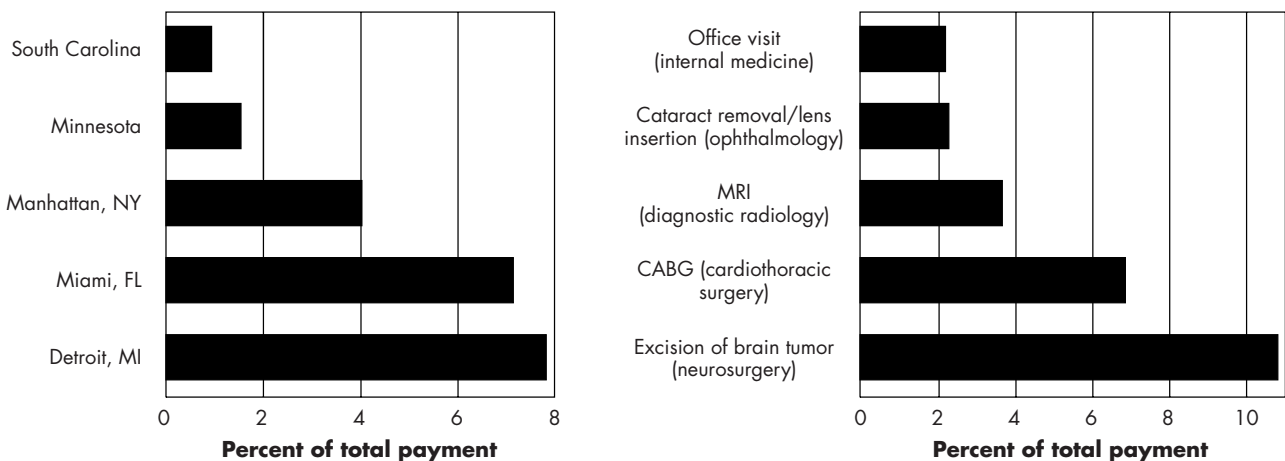 South Carolina
Minnesota
Manhattan, NY
Miami, FL
Detroit, MI
0 2 4 6 8
Percent of total payment
Office visit
(internal medicine)
Cataract removal/lens
insertion (ophthalmology)
MRI
(diagnostic radiology)
CABG (cardiothoracic
surgery)
Excision of brain tumor
(neurosurgery)
0 2 4 6 8 10
Percent of total payment